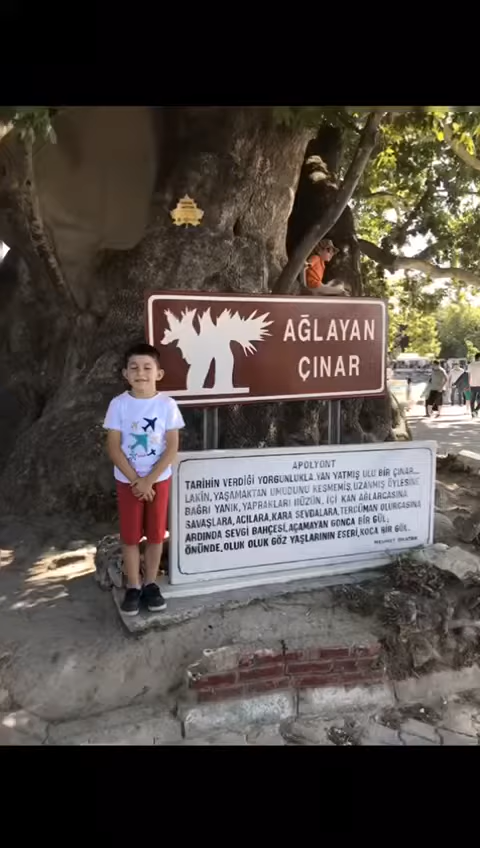 AĞLAYAN
ÇINAR
APOLYONT
TARİHİN VERDİĞİ YORGUNLUKLA,YAN YATMIŞ ULU BİR ÇINAR....
LAKİN,YAŞAMAKTAN UMUDUNU KESMEMİŞ,UZANMIŞ ÖYLESİNE
BAĞRI YANIK,YAPRAKLARI HÜZÜN, İÇİ KAN AĞLARCASINA
SAVAŞLARA,ACILARA,KARA SEVDALARA,TERCÜMAN OLURCASINA
ARDINDA SEVGİ BAHÇESİ,AÇAMAYAN GONCA BİR GÜL,
ÖNÜNDE,OLUK OLUK GÖZ YAŞLARININ ESERİ,KOCA BİR GÖL.
MEHMET